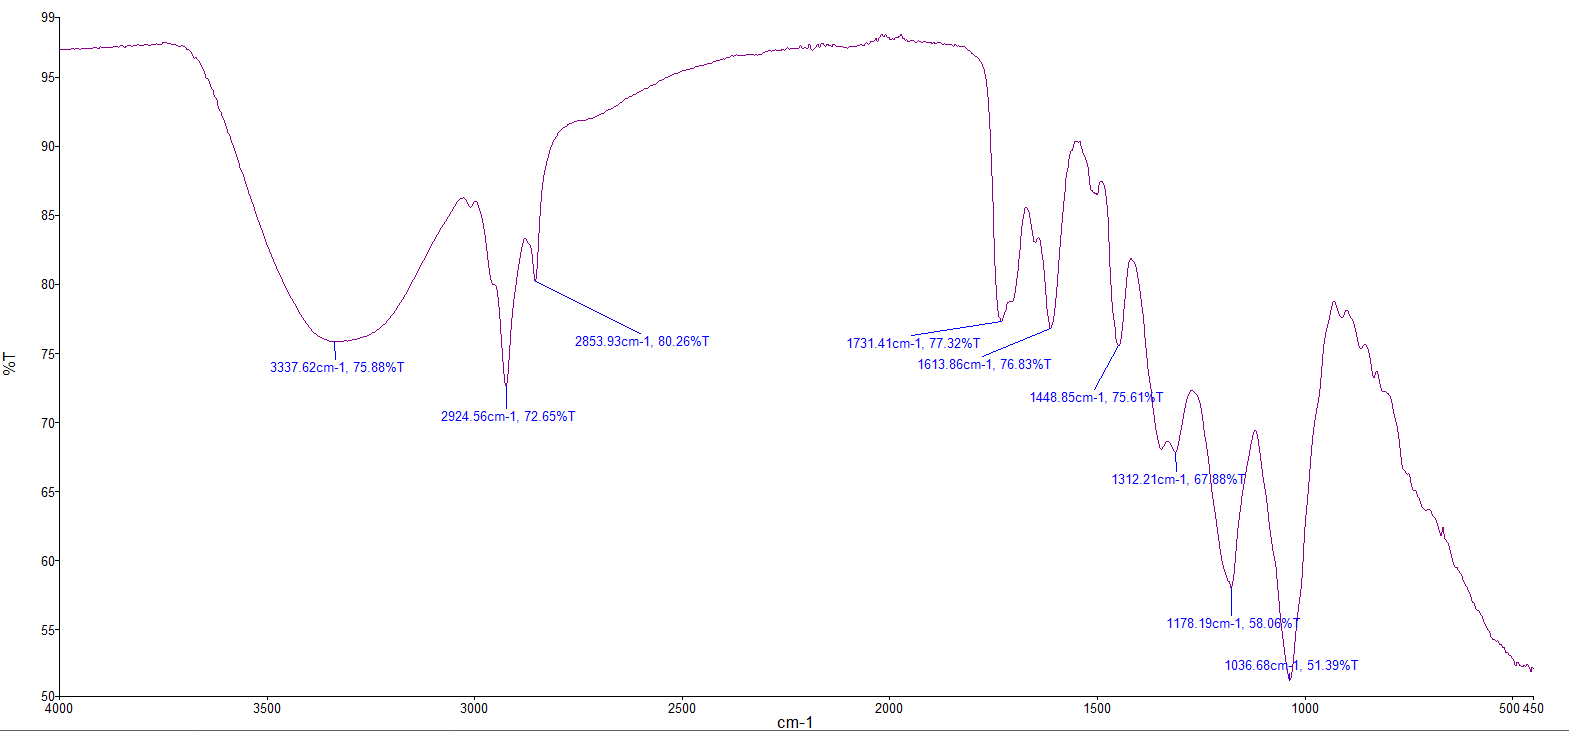 99
95
90
85
80
75
70
65
60
55
50
%T
3337.62cm-1, 75.88%T
2924.56cm-1, 72.65%T
2853.93cm-1, 80.26%T
1731.41cm-1, 77.32%T
1613.86cm-1, 76.83%T
1448.85cm-1, 75.61%T
1312.21cm-1, 67.88%T
1178.19cm-1, 58.06%T
1036.68cm-1, 51.39%T
4000 3500 3000 2500 2000 1500 1000 500 450
cm-1